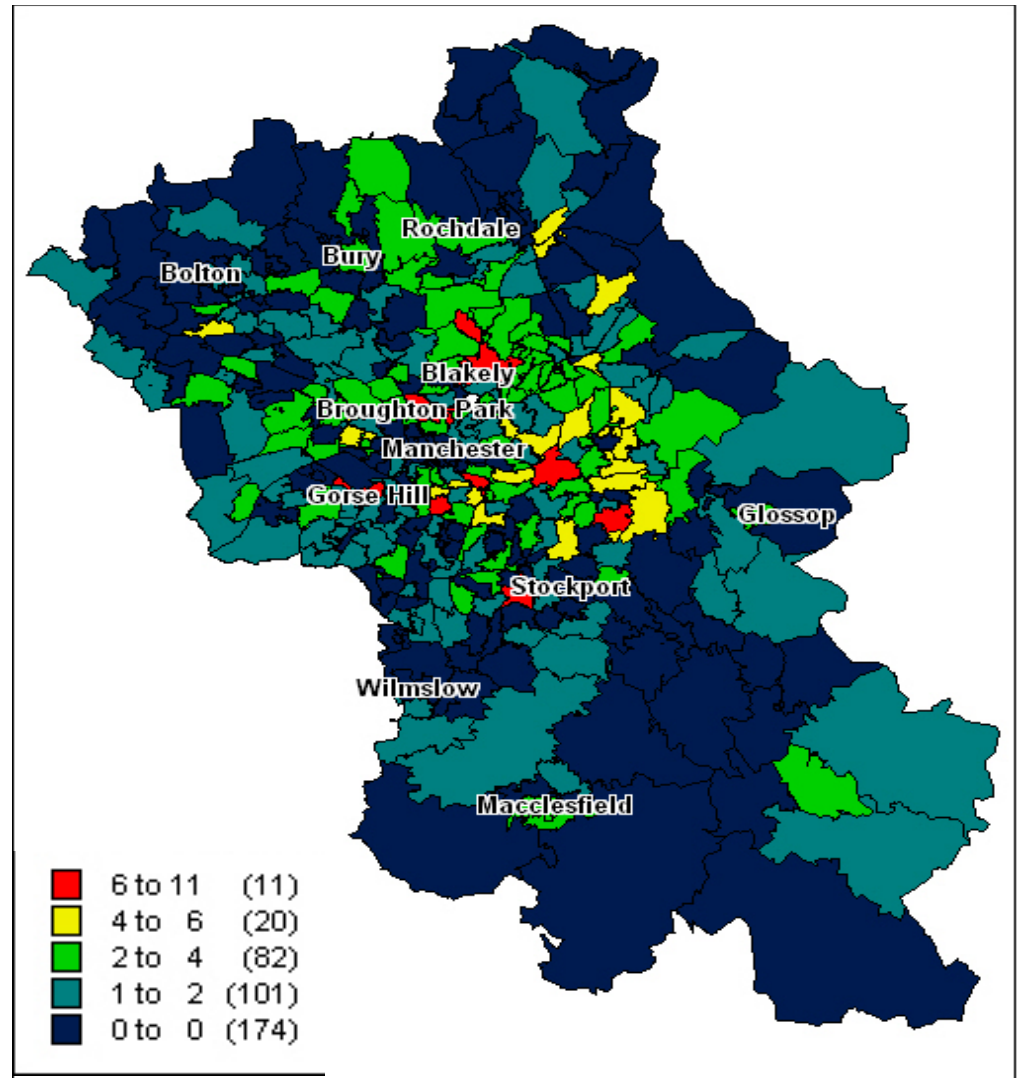 Rochdale
Bury
Bolton
Blakely
Broughton Park
Manchester
Gorse Hill
Glossop
Stockport
Wilmslow
Macclesfield
6 to 11 (11)
4 to 6 (20)
2 to 4 (82)
1 to 2 (101)
0 to 0 (174)